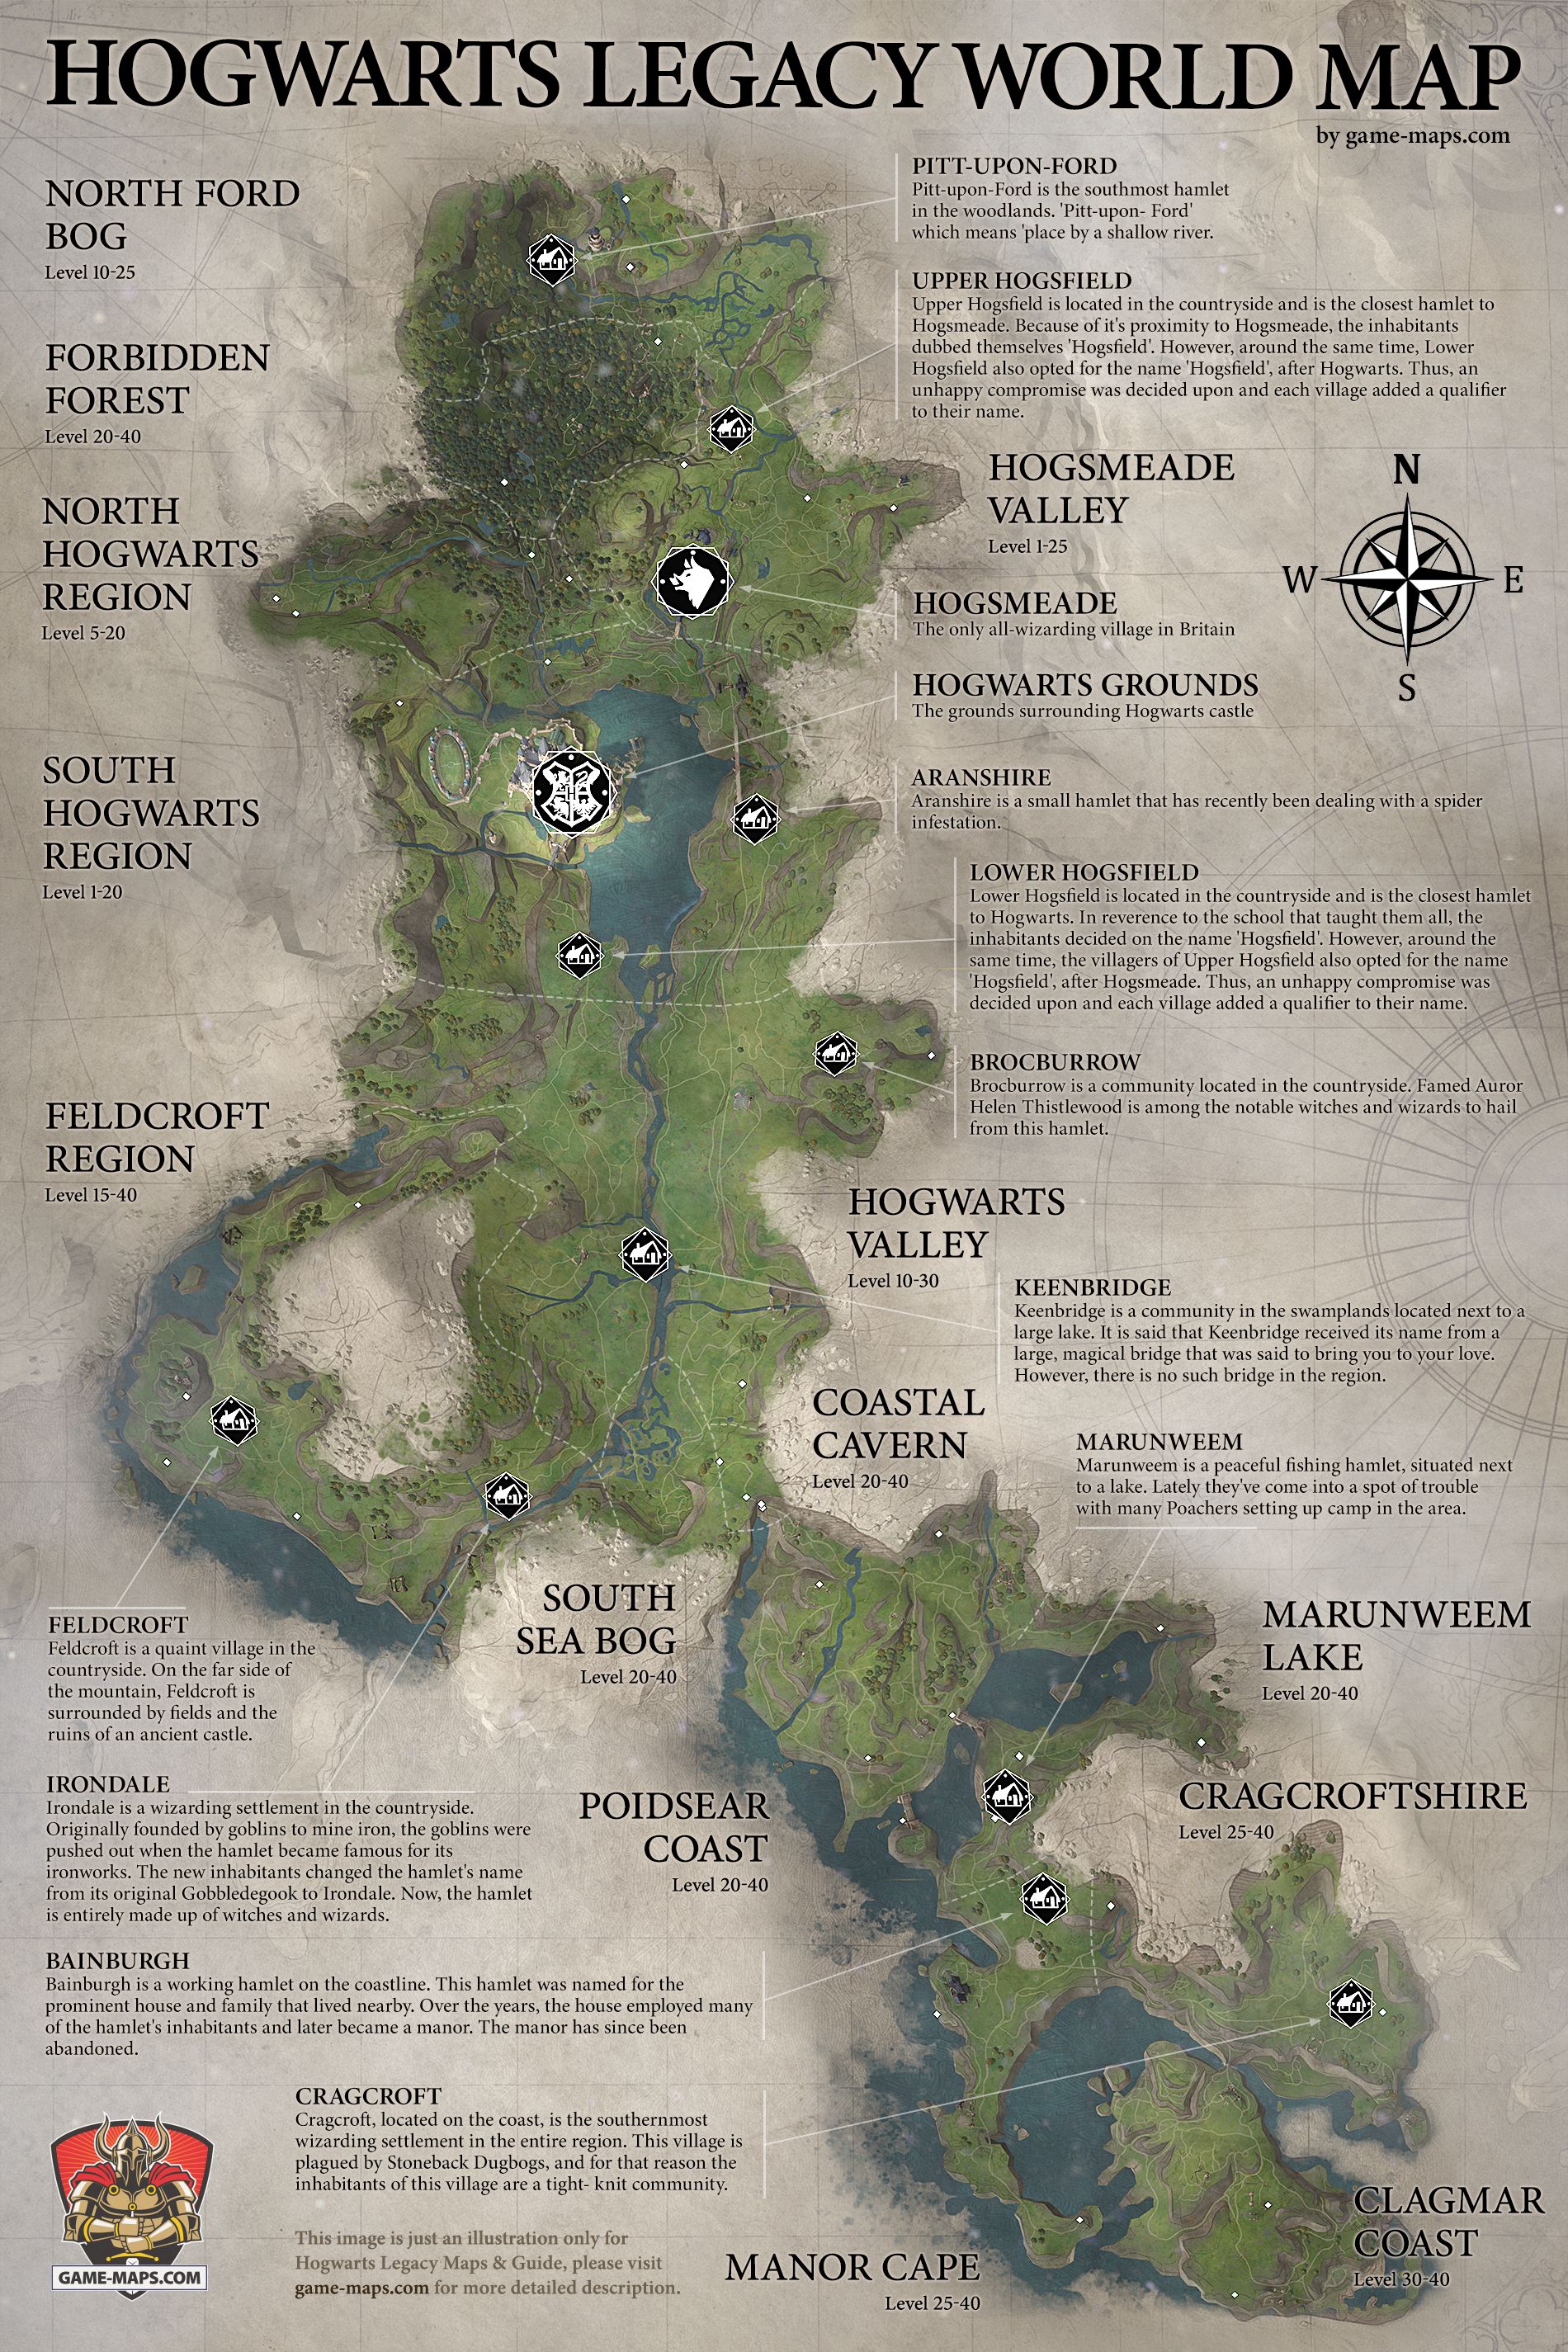 HOGWARTS LEGACY WORLD MAP
by game-maps.com
NORTH FORD
BOG
Level 10-25
FORBIDDEN
FOREST
Level 20-40
NORTH
HOGWARTS
REGION
Level 5-20
SOUTH
HOGWARTS
REGION
Level 1-20
FELDCROFT
REGION
Level 15-40
PITT-UPON-FORD
Pitt-upon-Ford is the southmost hamlet
in the woodlands. 'Pitt-upon- Ford'
which means 'place by a shallow river.
UPPER HOGSFIELD
Upper Hogsfield is located in the countryside and is the closest hamlet to
Hogsmeade. Because of it's proximity to Hogsmeade, the inhabitants
dubbed themselves 'Hogsfield'. However, around the same time, Lower
Hogsfield also opted for the name 'Hogsfield', after Hogwarts. Thus, an
unhappy compromise was decided upon and each village added a qualifier
to their name.
HOGSMEADE
VALLEY
Level 1-25
N
W
E
S
HOGSMEADE
The only all-wizarding village in Britain
HOGWARTS GROUNDS
The grounds surrounding Hogwarts castle
ARANSHIRE
Aranshire is a small hamlet that has recently been dealing with a spider
infestation.
LOWER HOGSFIELD
Lower Hogsfield is located in the countryside and is the closest hamlet
to Hogwarts. In reverence to the school that taught them all, the
inhabitants decided on the name 'Hogsfield'. However, around the
same time, the villagers of Upper Hogsfield also opted for the name
'Hogsfield', after Hogsmeade. Thus, an unhappy compromise was
decided upon and each village added a qualifier to their name.
BROCBURROW
Brocburrow is a community located in the countryside. Famed Auror
Helen Thistlewood is among the notable witches and wizards to hail
from this hamlet.
HOGWARTS
VALLEY
Level 10-30
KEENBRIDGE
Keenbridge is a community in the swamplands located next to a
large lake. It is said that Keenbridge received its name from a
large, magical bridge that was said to bring you to your love.
However, there is no such bridge in the region.
COASTAL
CAVERN
Level 20-40
MARUNWEEM
Marunweem is a peaceful fishing hamlet, situated next
to a lake. Lately they've come into a spot of trouble
with many Poachers setting up camp in the area.
SOUTH
SEA BOG
Level 20-40
MARUNWEEM
LAKE
Level 20-40
FELDCROFT
Feldcroft is a quaint village in the
countryside. On the far side of
the mountain, Feldcroft is
surrounded by fields and the
ruins of an ancient castle.
IRONDALE
Irondale is a wizarding settlement in the countryside.
Originally founded by goblins to mine iron, the goblins were
pushed out when the hamlet became famous for its
ironworks. The new inhabitants changed the hamlet's name
from its original Gobbledegook to Irondale. Now, the hamlet
is entirely made up of witches and wizards.
POIDSEAR
COAST
Level 20-40
CRAGCROFTSHIRE
Level 25-40
BAINBURGH
Bainburgh is a working hamlet on the coastline. This hamlet was named for the
prominent house and family that lived nearby. Over the years, the house employed many
of the hamlet's inhabitants and later became a manor. The manor has since been
abandoned.
CRAGCROFT
Cragcroft, located on the coast, is the southernmost
wizarding settlement in the entire region. This village is
plagued by Stoneback Dugbogs, and for that reason the
inhabitants of this village are a tight- knit community.
This image is just an illustration only for
Hogwarts Legacy Maps & Guide, please visit
game-maps.com for more detailed description.
GAME-MAPS.COM
MANOR CAPE
Level 25-40
CLAGMAR
COAST
Level 30-40